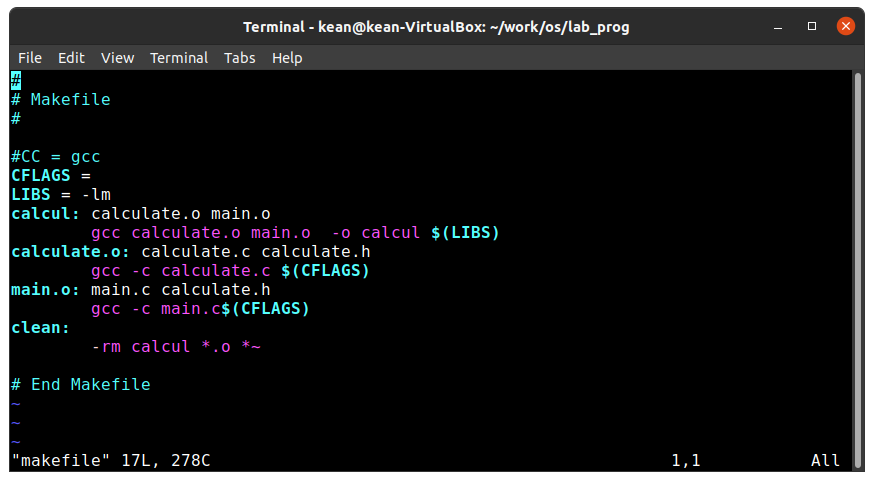 Terminal - kean@kean-VirtualBox: ~/work/os/lab_prog
File Edit View Terminal Tabs Help
#
# Makefile
#
#CC = gcc
CFLAGS =
LIBS = -lm
calcul: calculate.o main.o
gcc calculate.o main.o  -o calcul $(LIBS)
calculate.o: calculate.c calculate.h
gcc -c calculate.c $(CFLAGS)
main.o: main.c calculate.h
gcc -c main.c$(CFLAGS)
clean:
-rm calcul *.o *~
# End Makefile
~
~
~
"makefile" 17L, 278C 1,1 All